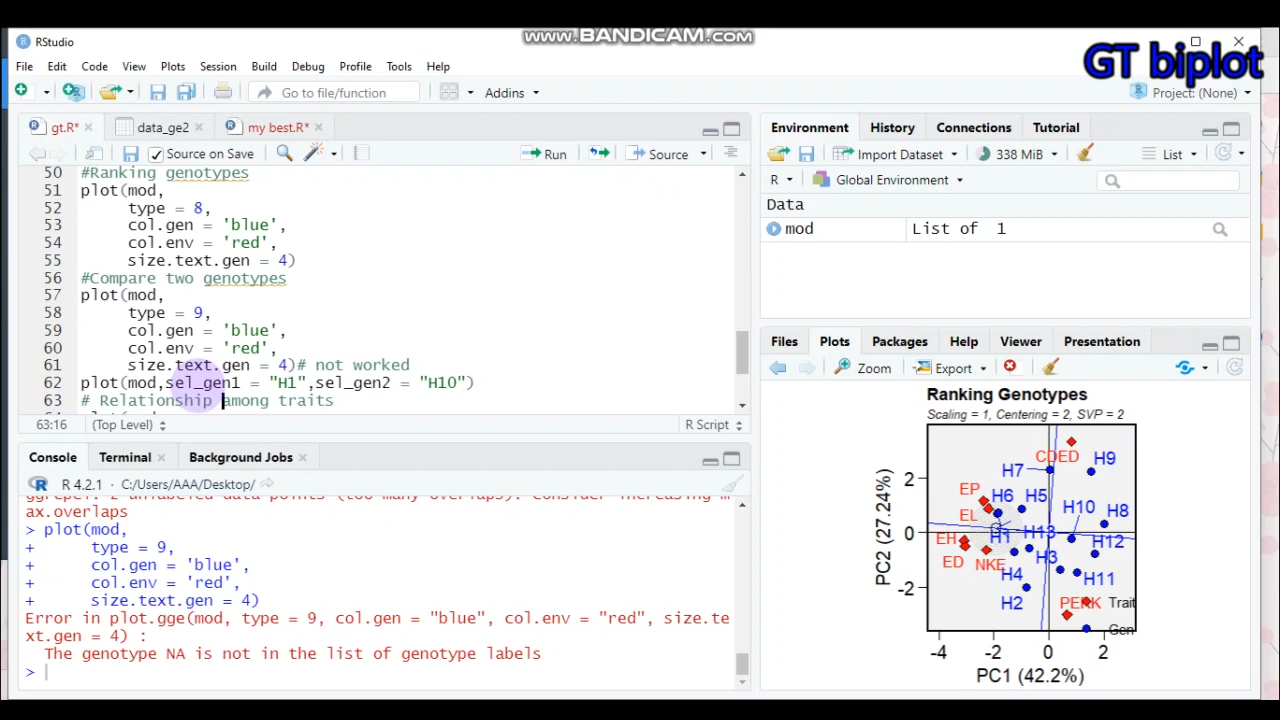 WWW.BANDICAM.COM
RStudio
GT biplot
File Edit Code View Plots Session Build Debug Profile Tools Help
Go to file/function
Addins
Project: (None)
gt.R*
data_ge2
my best.R*
Source on Save
Run
Source
50 #Ranking genotypes
51 plot(mod,
52 type = 8,
53 col.gen = 'blue',
54 col.env = 'red',
55 size.text.gen = 4)
56 #Compare two genotypes
57 plot(mod,
58 type = 9,
59 col.gen = 'blue',
60 col.env = 'red',
61 size.text.gen = 4)# not worked
62 plot(mod,sel_gen1 = "H1",sel_gen2 = "H10")
63 # Relationship among traits
63:16 (Top Level) R Script
Console Terminal Background Jobs
R 4.2.1 · C:/Users/AAA/Desktop/
ax.overlaps
> plot(mod,
+ type = 9,
+ col.gen = 'blue',
+ col.env = 'red',
+ size.text.gen = 4)
Error in plot.gge(mod, type = 9, col.gen = "blue", col.env = "red", size.te
xt.gen = 4) :
The genotype NA is not in the list of genotype labels
>
Environment History Connections Tutorial
Import Dataset 338 MiB List
R Global Environment
Data
mod List of 1
Files Plots Packages Help Viewer Presentation
Zoom Export
Ranking Genotypes
Scaling = 1, Centering = 2, SVP = 2
CDED
H7
H9
EP
H6
H5
EL
H10
H8
EH
H1
H13
H12
ED
NKE
H3
H4
H11
H2
PERK
Trait
Gen
2
0
-2
PC2 (27.24%)
-4 -2 0 2
PC1 (42.2%)